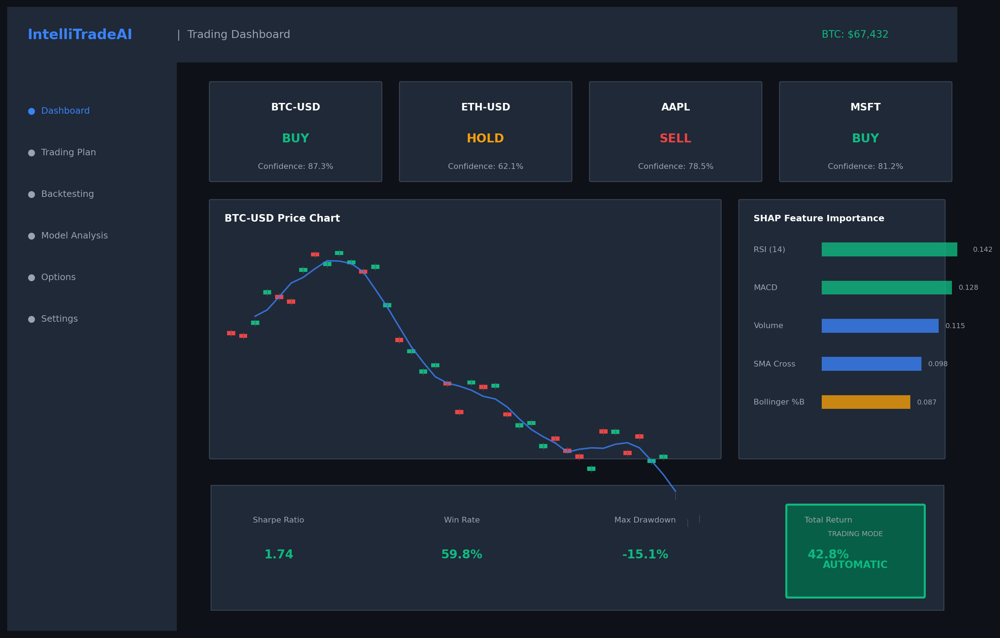 IntelliTradeAI | Trading Dashboard BTC: $67,432
Dashboard
Trading Plan
Backtesting
Model Analysis
Options
Settings
BTC-USD
BUY
Confidence: 87.3%
ETH-USD
HOLD
Confidence: 62.1%
AAPL
SELL
Confidence: 78.5%
MSFT
BUY
Confidence: 81.2%
BTC-USD Price Chart
SHAP Feature Importance
RSI (14) 0.142
MACD 0.128
Volume 0.115
SMA Cross 0.098
Bollinger %B 0.087
Sharpe Ratio
1.74
Win Rate
59.8%
Max Drawdown
-15.1%
Total Return
42.8%
TRADING MODE
AUTOMATIC